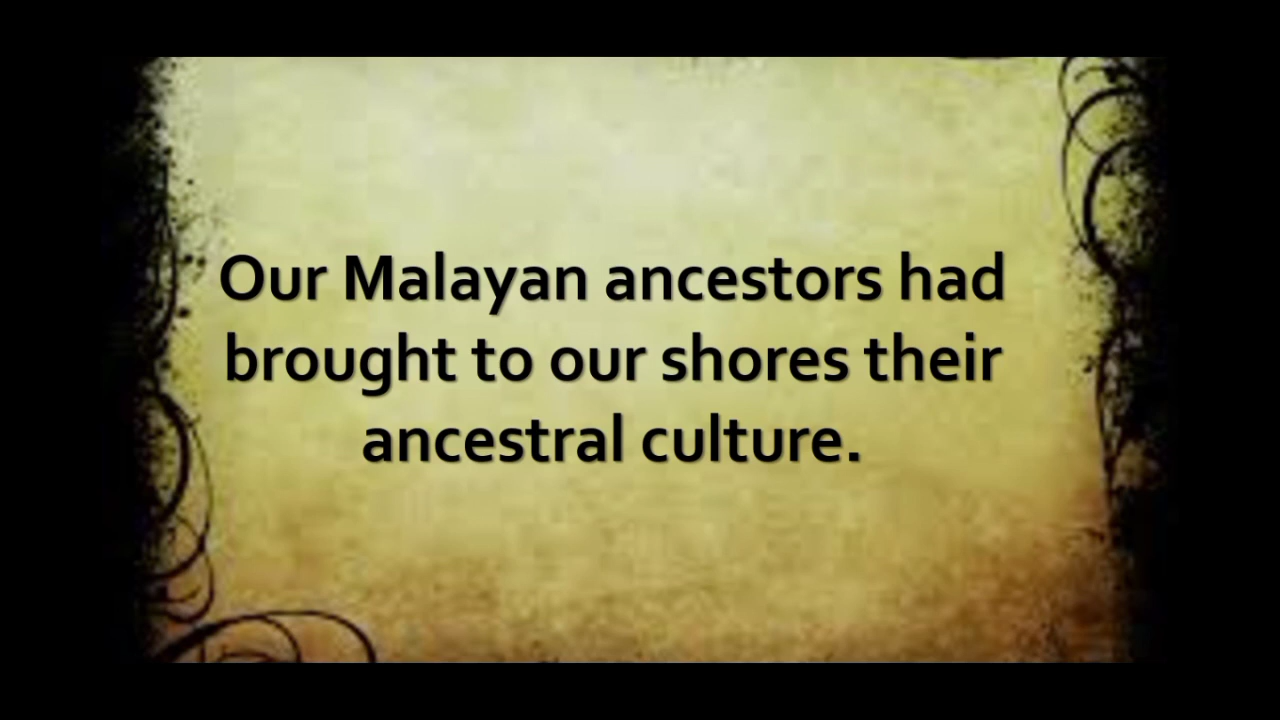 Our Malayan ancestors had
brought to our shores their
ancestral culture.